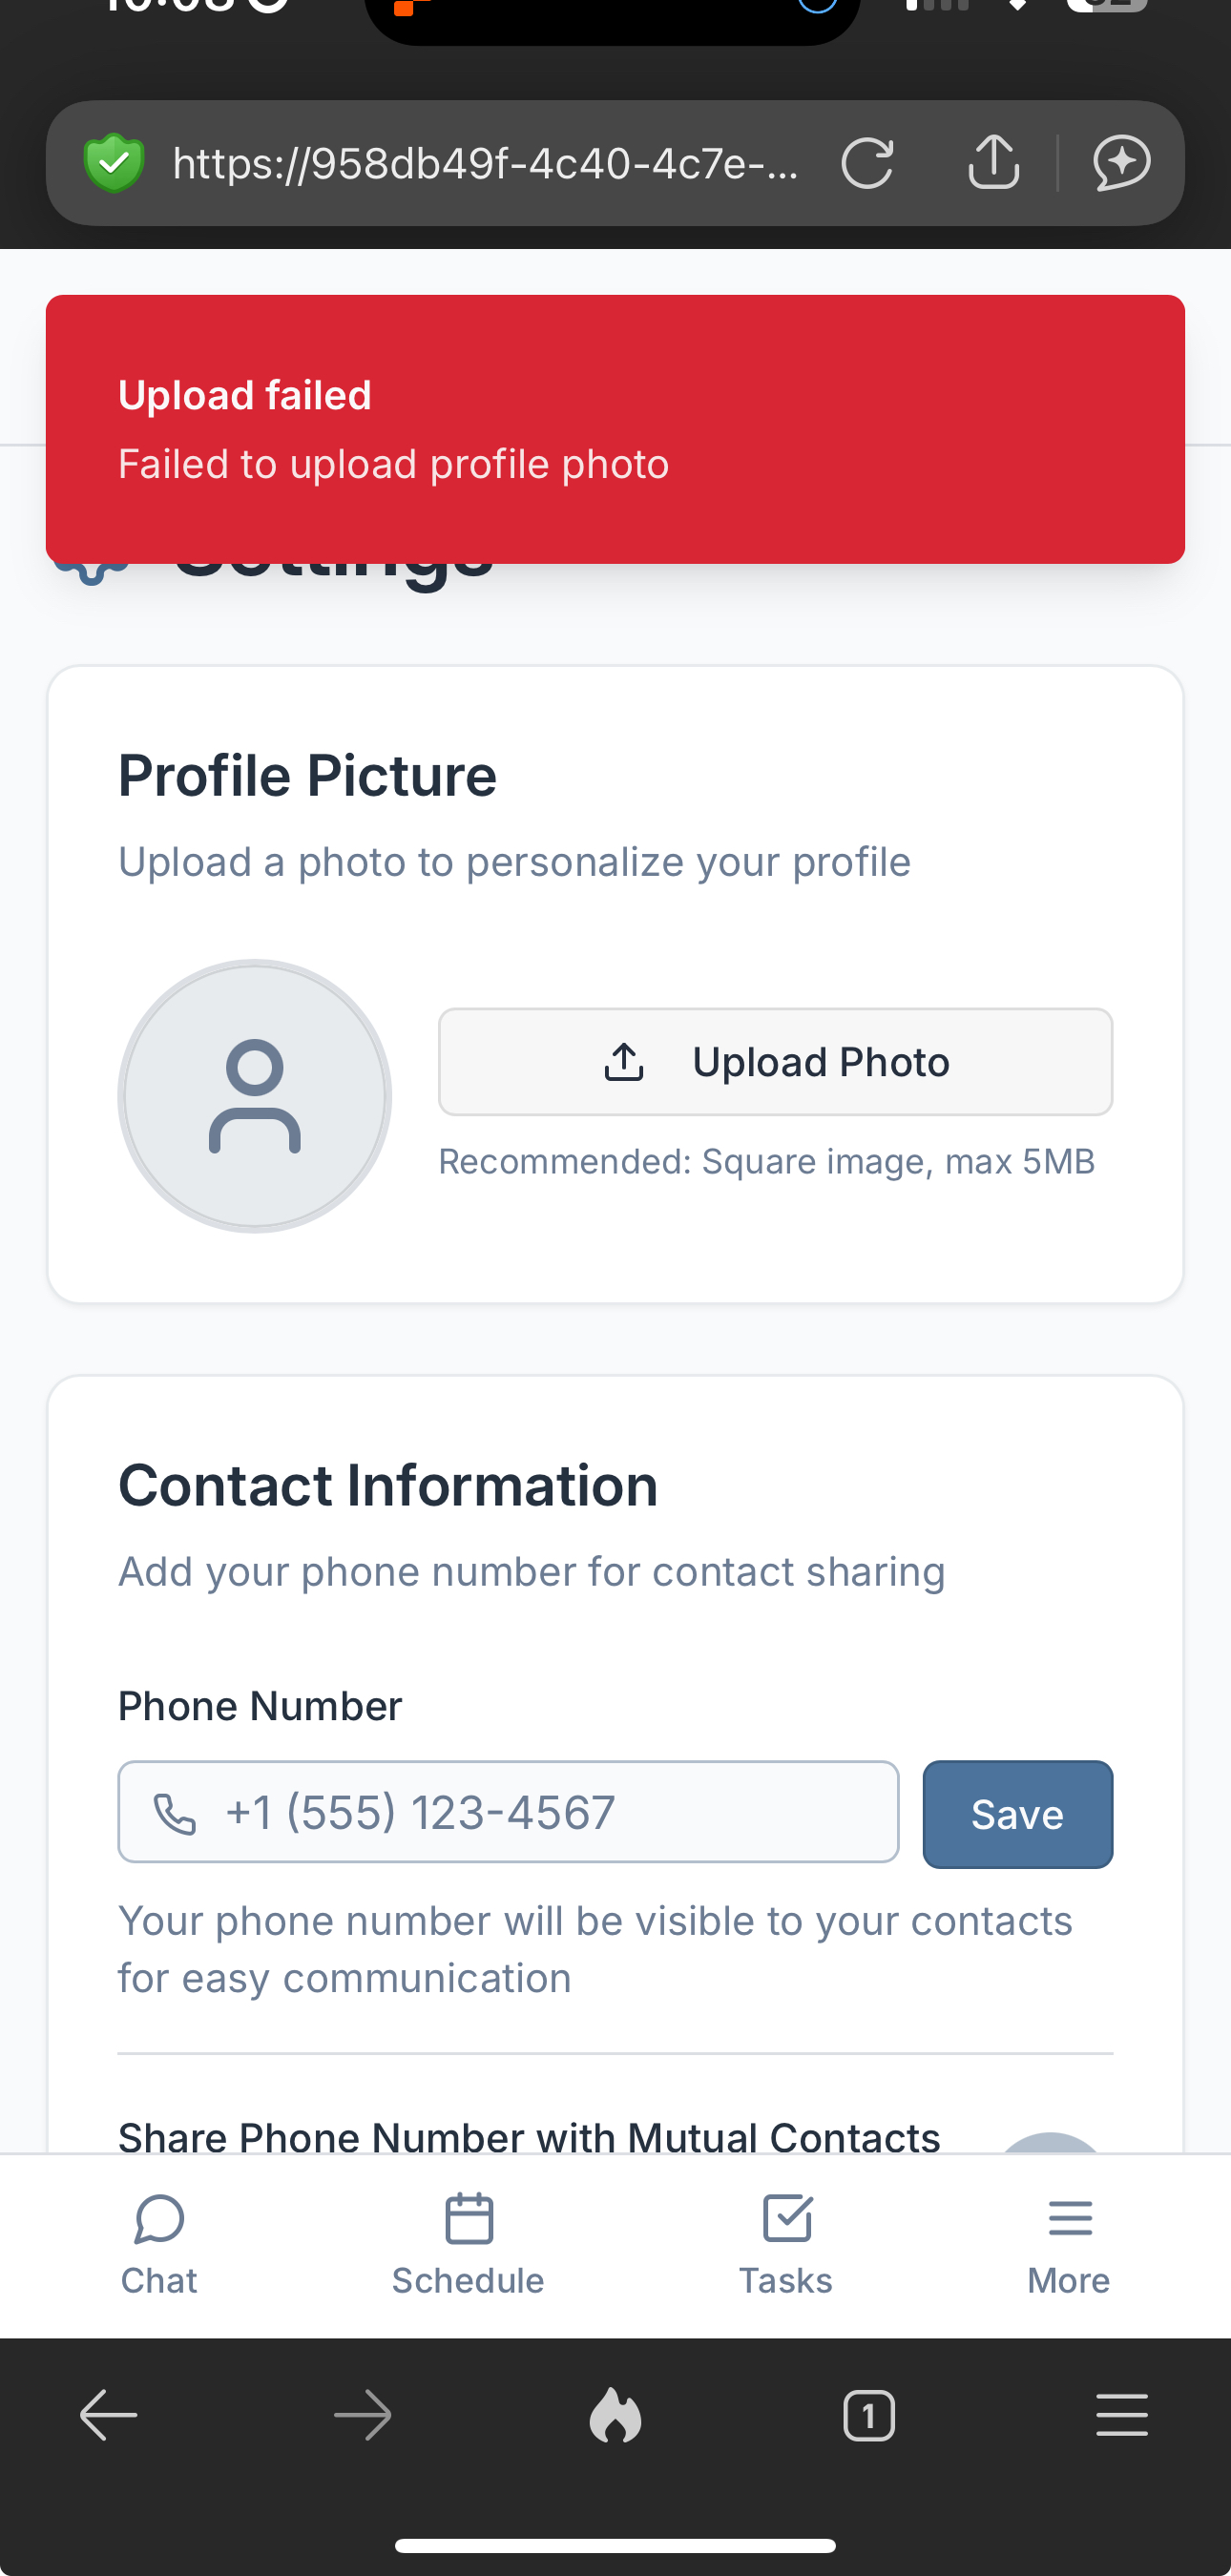 https://958db49f-4c40-4c7e-...
Upload failed
Failed to upload profile photo
Settings
Profile Picture
Upload a photo to personalize your profile
Upload Photo
Recommended: Square image, max 5MB
Contact Information
Add your phone number for contact sharing
Phone Number
+1 (555) 123-4567
Save
Your phone number will be visible to your contacts
for easy communication
Share Phone Number with Mutual Contacts
Chat
Schedule
Tasks
More
1